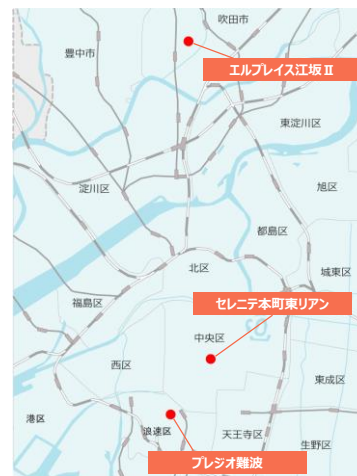 吹田市
豊中市
エルプレイス江坂Ⅱ
東淀川区
淀川区
旭区
都島区
北区
城東区
福島区
セレニテ本町東リアン
中央区
西区
東成区
港区
浪速区
天王寺区
生野区
プレジオ難波